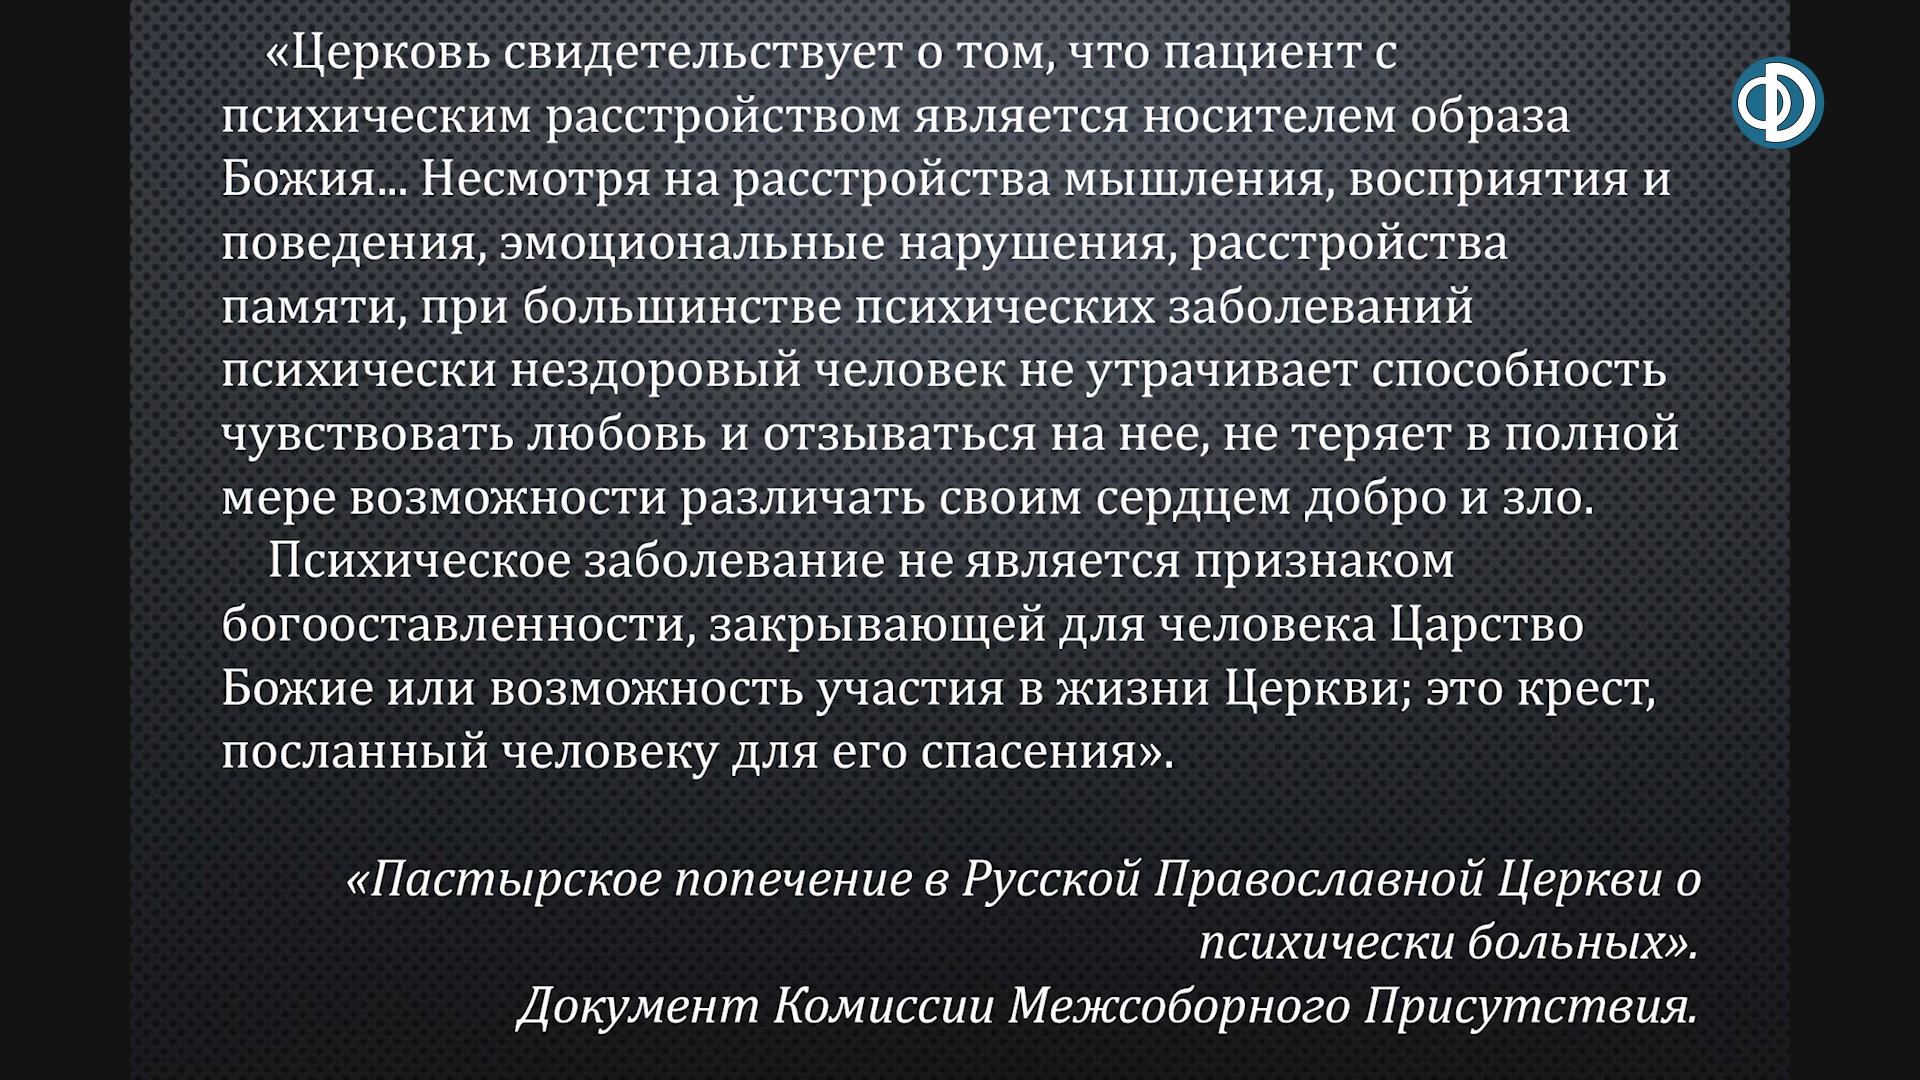 «Церковь свидетельствует о том, что пациент с
психическим расстройством является носителем образа
Божия... Несмотря на расстройства мышления, восприятия и
поведения, эмоциональные нарушения, расстройства
памяти, при большинстве психических заболеваний
психически нездоровый человек не утрачивает способность
чувствовать любовь и отзываться на нее, не теряет в полной
мере возможности различать своим сердцем добро и зло.
Психическое заболевание не является признаком
богооставленности, закрывающей для человека Царство
Божие или возможность участия в жизни Церкви; это крест,
посланный человеку для его спасения».
«Пастырское попечение в Русской Православной Церкви о
психически больных».
Документ Комиссии Межсоборного Присутствия.